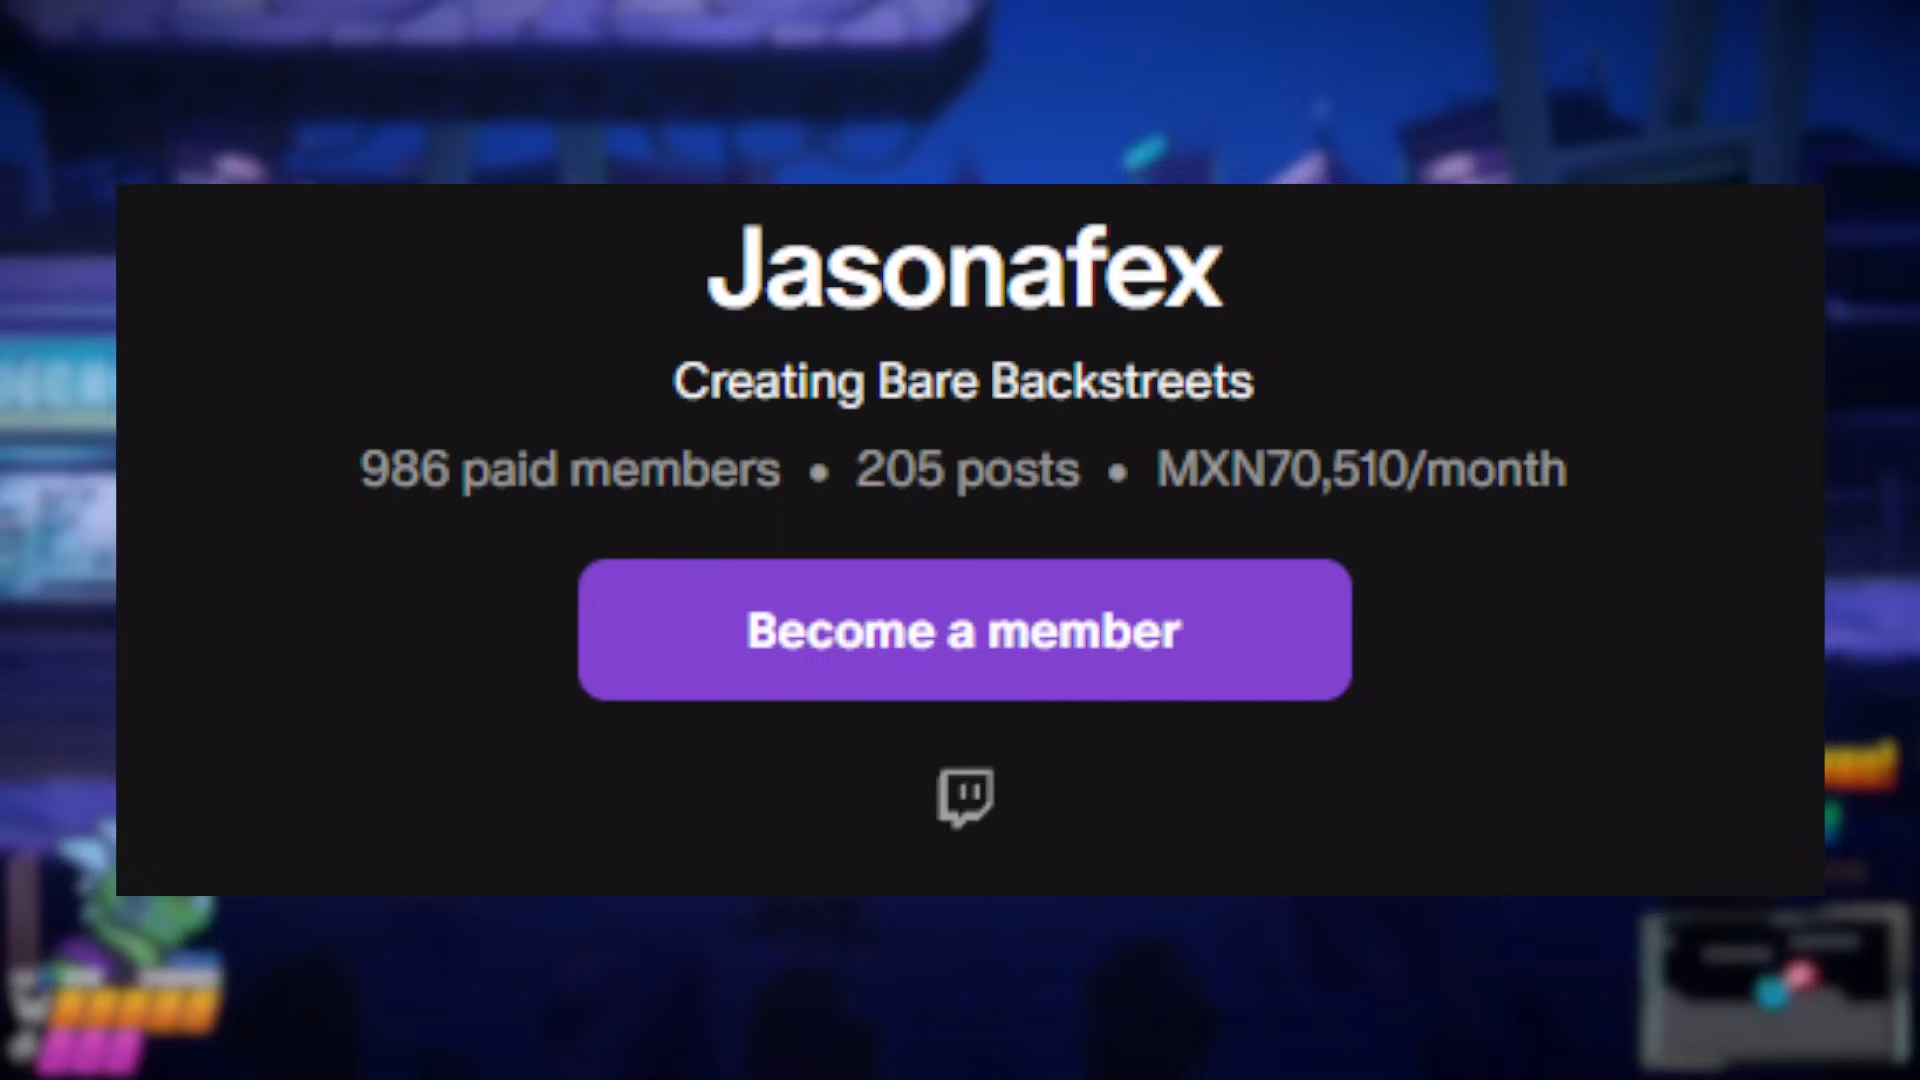 Jasonafex
Creating Bare Backstreets
986 paid members • 205 posts • MXN70,510/month
Become a member